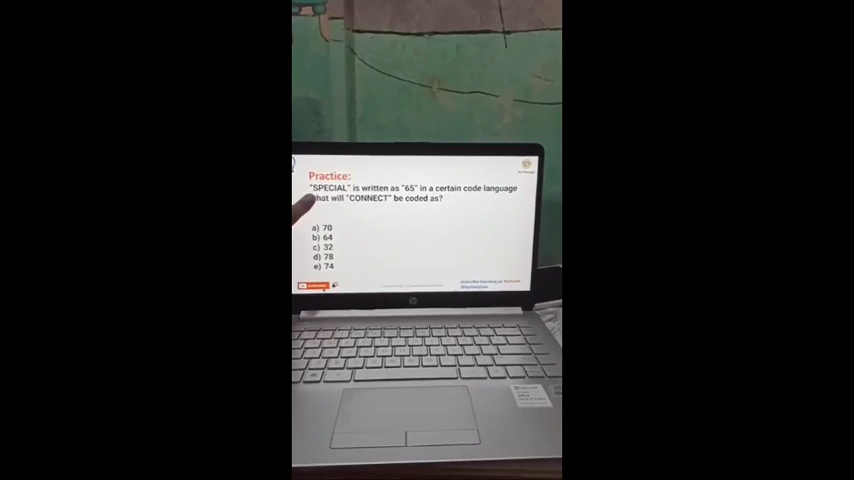 Practice:
"SPECIAL" is written as "65" in a certain code language
what will "CONNECT" be coded as?
a) 70
b) 64
c) 32
d) 78
e) 74